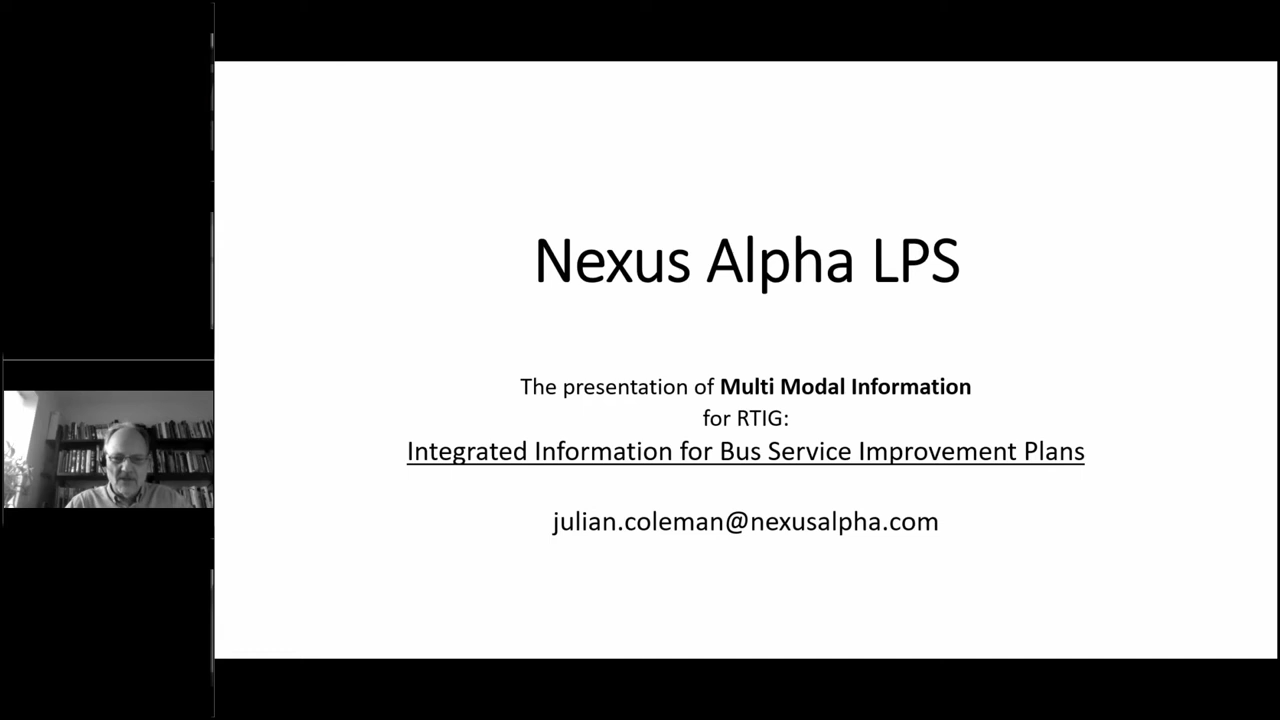 Nexus Alpha LPS
The presentation of Multi Modal Information
for RTIG:
Integrated Information for Bus Service Improvement Plans
julian.coleman@nexusalpha.com